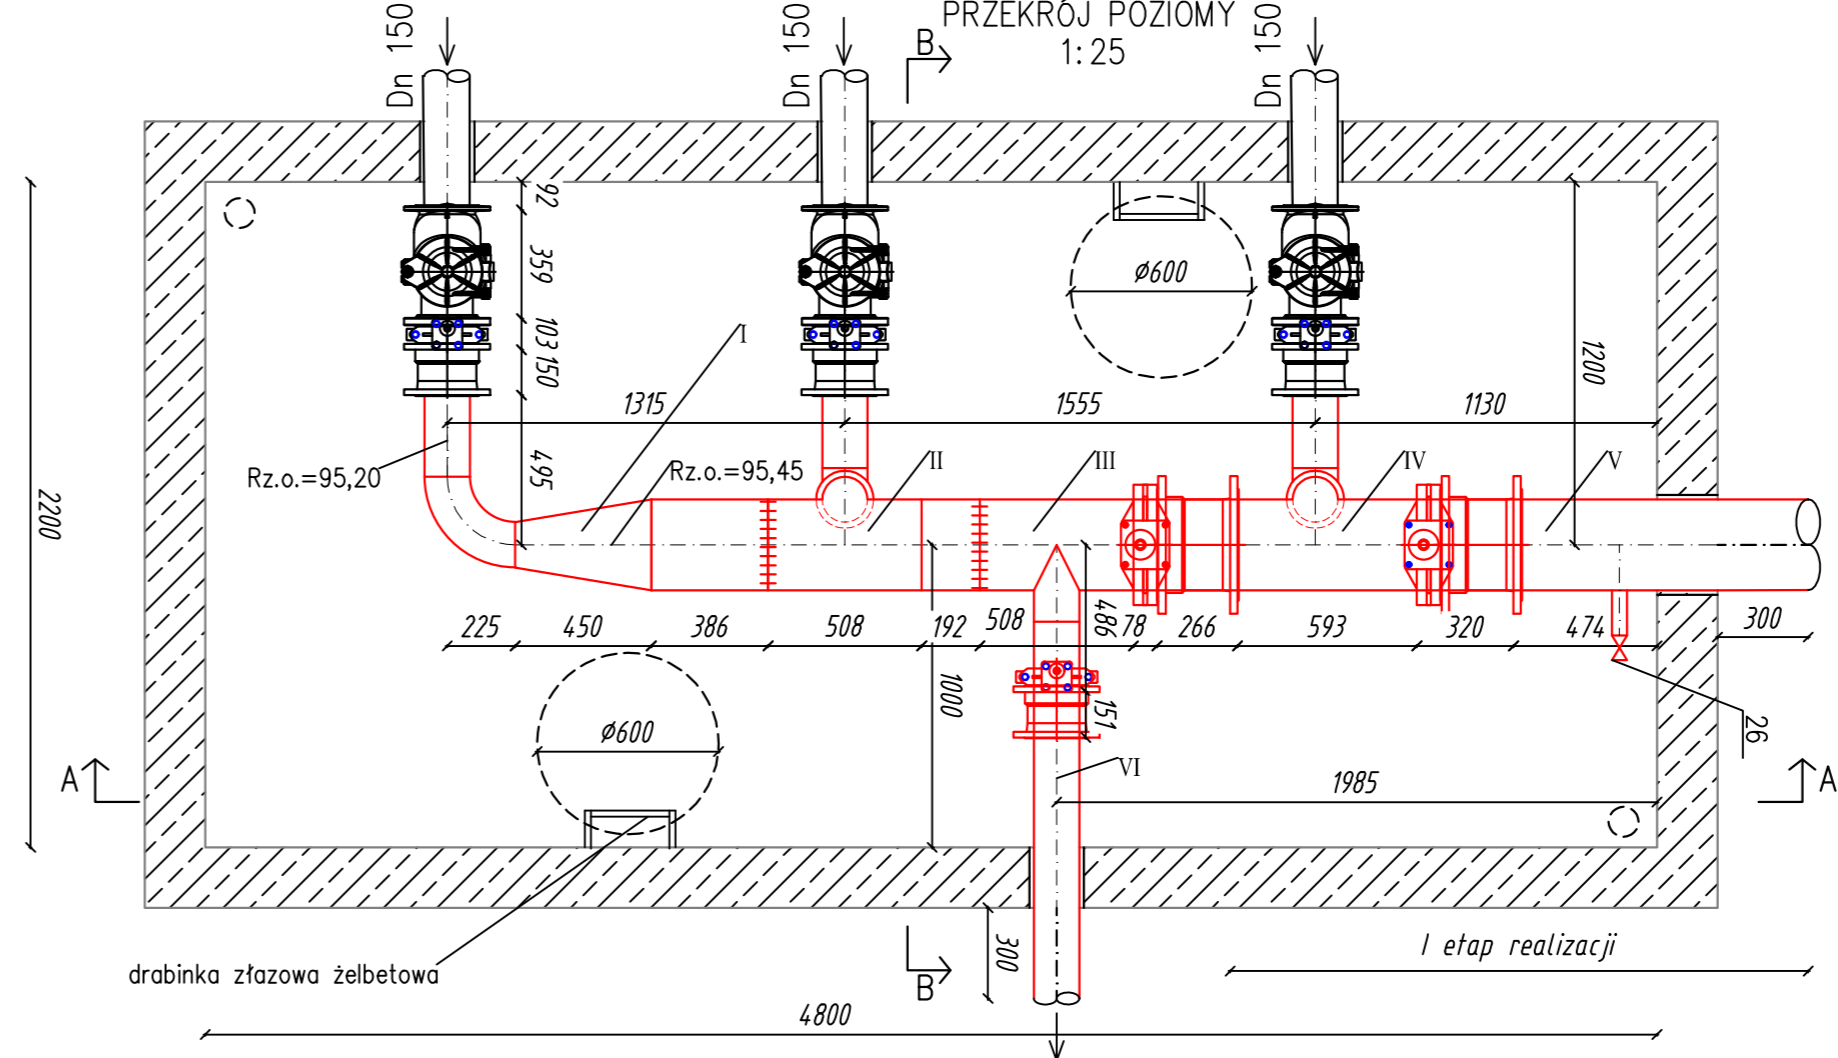 PRZEKRÓJ POZIOMY
1:25
Dn 150
Dn 150
Dn 150
B
92
359
103
150
495
Ø600
1200
I
1315
1555
1130
Rz.o.=95,20
Rz.o.=95,45
II
III
IV
V
2200
225
450
386
508
192
508
486
78
266
593
320
474
300
1000
151
26
Ø600
VI
1985
A
A
drabinka złazowa żelbetowa
B
300
I etap realizacji
4800